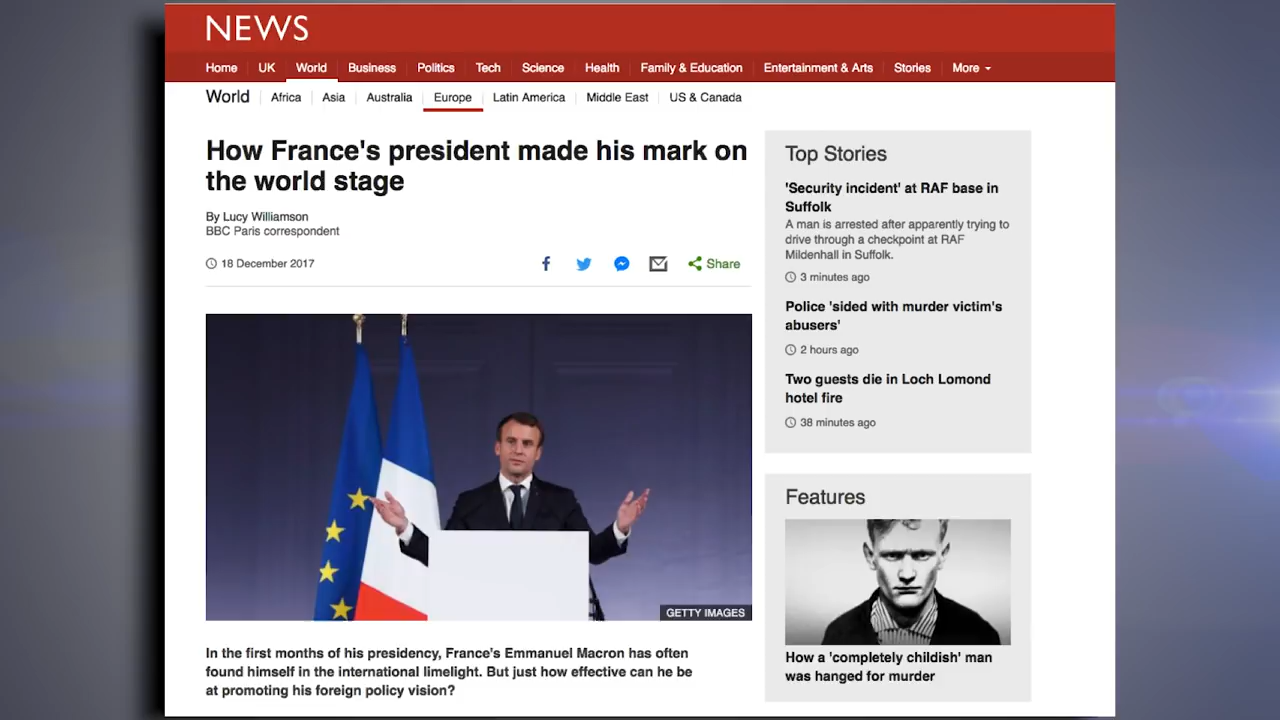 NEWS
Home UK World Business Politics Tech Science Health Family & Education Entertainment & Arts Stories More
World Africa Asia Australia Europe Latin America Middle East US & Canada
How France's president made his mark on
the world stage
By Lucy Williamson
BBC Paris correspondent
18 December 2017
Share
GETTY IMAGES
In the first months of his presidency, France's Emmanuel Macron has often
found himself in the international limelight. But just how effective can he be
at promoting his foreign policy vision?
Top Stories
'Security incident' at RAF base in
Suffolk
A man is arrested after apparently trying to
drive through a checkpoint at RAF
Mildenhall in Suffolk.
3 minutes ago
Police 'sided with murder victim's
abusers'
2 hours ago
Two guests die in Loch Lomond
hotel fire
38 minutes ago
Features
How a 'completely childish' man
was hanged for murder